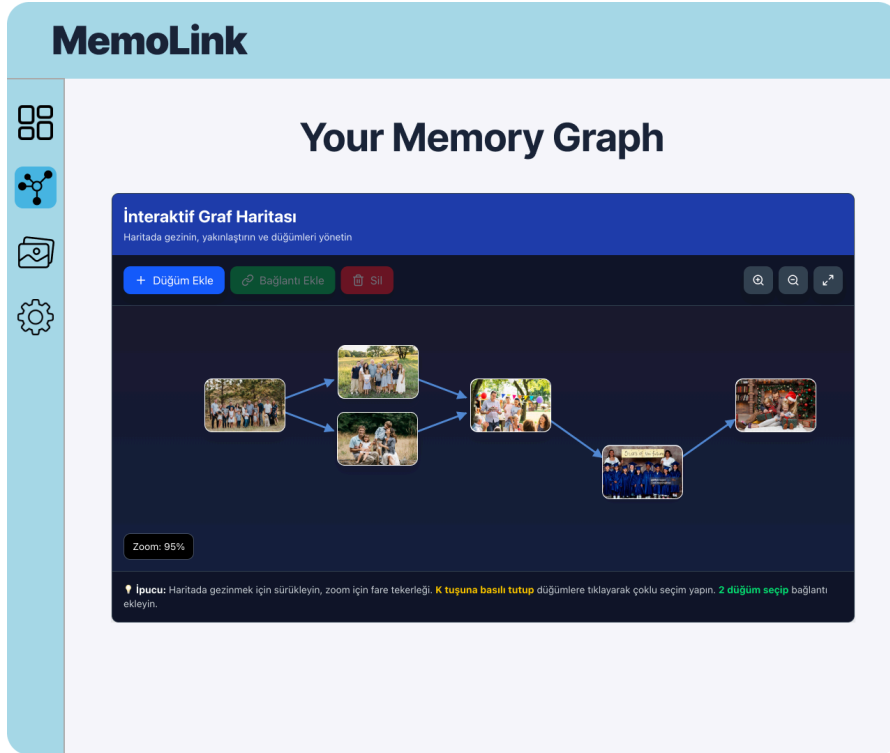 MemoLink
Your Memory Graph
İnteraktif Graf Haritası
Haritada gezinin, yakınlaştırın ve düğümleri yönetin
+ Düğüm Ekle
Bağlantı Ekle
Sil
Zoom: 95%
İpucu: Haritada gezinmek için sürükleyin, zoom için fare tekerleği. K tuşuna basılı tutup düğümlere tıklayarak çoklu seçim yapın. 2 düğüm seçip bağlantı
ekleyin.